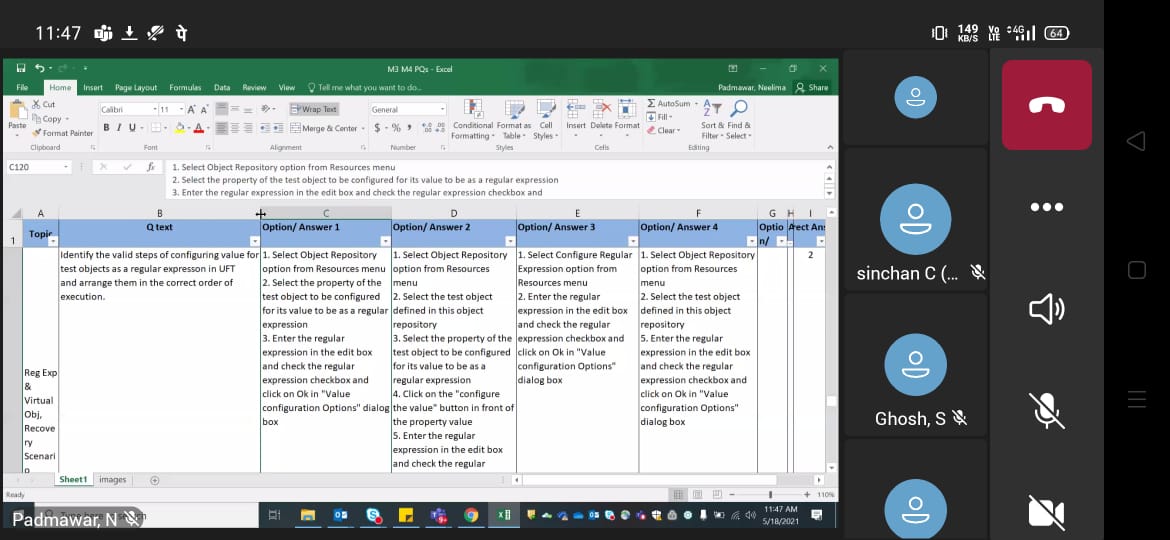 11:47
पे
149 KB/S
Vo LTE
4G
64
M3 M4 PQs - Excel
File Home Insert Page Layout Formulas Data Review View Tell me what you want to do...
Padmawar, Neelima Share
Paste
Cut
Copy
Format Painter
Clipboard
Calibri 11 A A
B I U A
Font
Wrap Text
Merge & Center
Alignment
General
$ % ,
Number
Conditional Formatting
Format as Table
Cell Styles
Styles
Insert Delete Format
Cells
AutoSum
Fill
Clear
Sort & Filter
Find & Select
Editing
C120
fx
1. Select Object Repository option from Resources menu
2. Select the property of the test object to be configured for its value to be as a regular expression
3. Enter the regular expression in the edit box and check the regular expression checkbox and
A B C D E F G H I
1
Topic
Q text
Option/ Answer 1
Option/ Answer 2
Option/ Answer 3
Option/ Answer 4
Optio
n/
Reg Exp
&
Virtual
Obj,
Recove
ry
Scenari
o
Identify the valid steps of configuring value for
test objects as a regular expresson in UFT
and arrange them in the correct order of
execution.
1. Select Object Repository
option from Resources menu
2. Select the property of the
test object to be configured
for its value to be as a regular
expression
3. Enter the regular
expression in the edit box
and check the regular
expression checkbox and
click on Ok in "Value
configuration Options" dialog
box
1. Select Object Repository
option from Resources
menu
2. Select the test object
defined in this object
repository
3. Select the property of the
test object to be configured
for its value to be as a
regular expression
4. Click on the "configure
the value" button in front of
the property value
5. Enter the regular
expression in the edit box
and check the regular
1. Select Configure Regular
Expression option from
Resources menu
2. Enter the regular
expression in the edit box
and check the regular
expression checkbox and
click on Ok in "Value
configuration Options"
dialog box
1. Select Object Repository
option from Resources
menu
2. Select the test object
defined in this object
repository
5. Enter the regular
expression in the edit box
and check the regular
expression checkbox and
click on Ok in "Value
configuration Options"
dialog box
2
Sheet1 images
Ready
110%
Padmawar, N
11:47 AM
5/18/2021
sinchan C (...
Ghosh, S